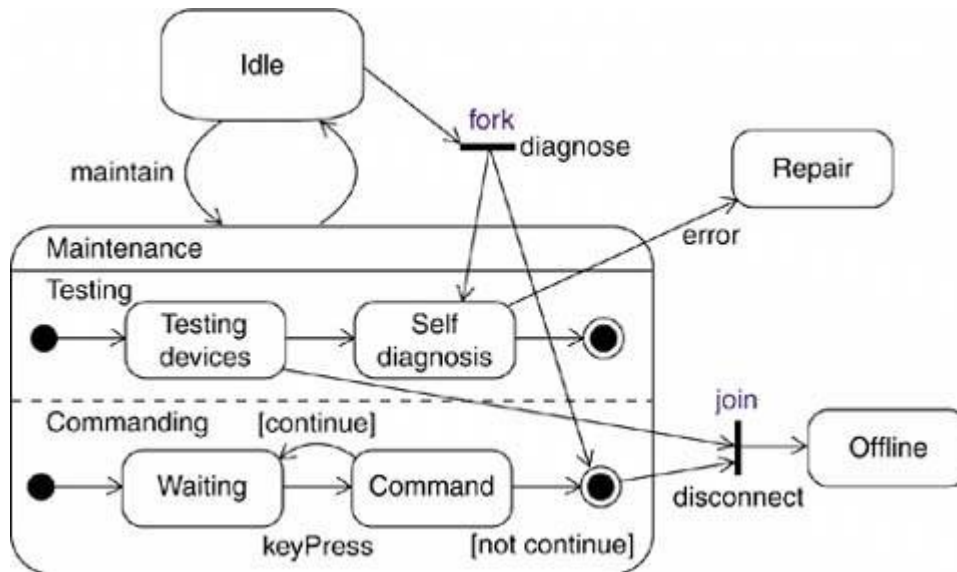 Idle
fork
diagnose
maintain
Repair
error
Maintenance
Testing
Testing
devices
Self
diagnosis
Commanding
[continue]
join
Waiting
Command
Offline
disconnect
keyPress
[not continue]